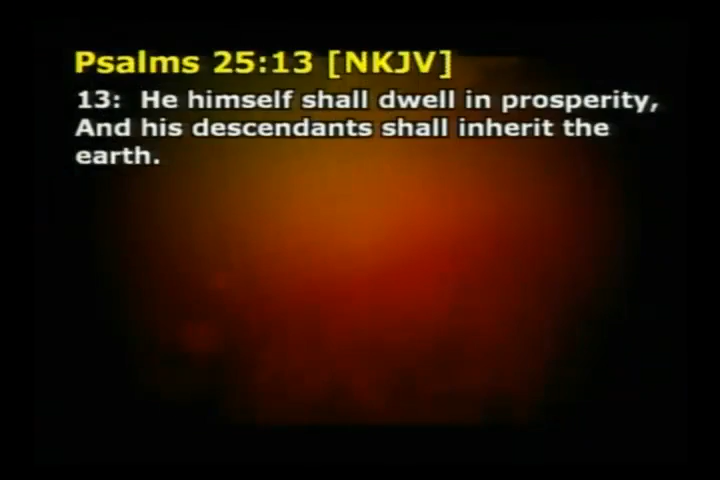 Psalms 25:13 [NKJV]
13: He himself shall dwell in prosperity,
And his descendants shall inherit the
earth.